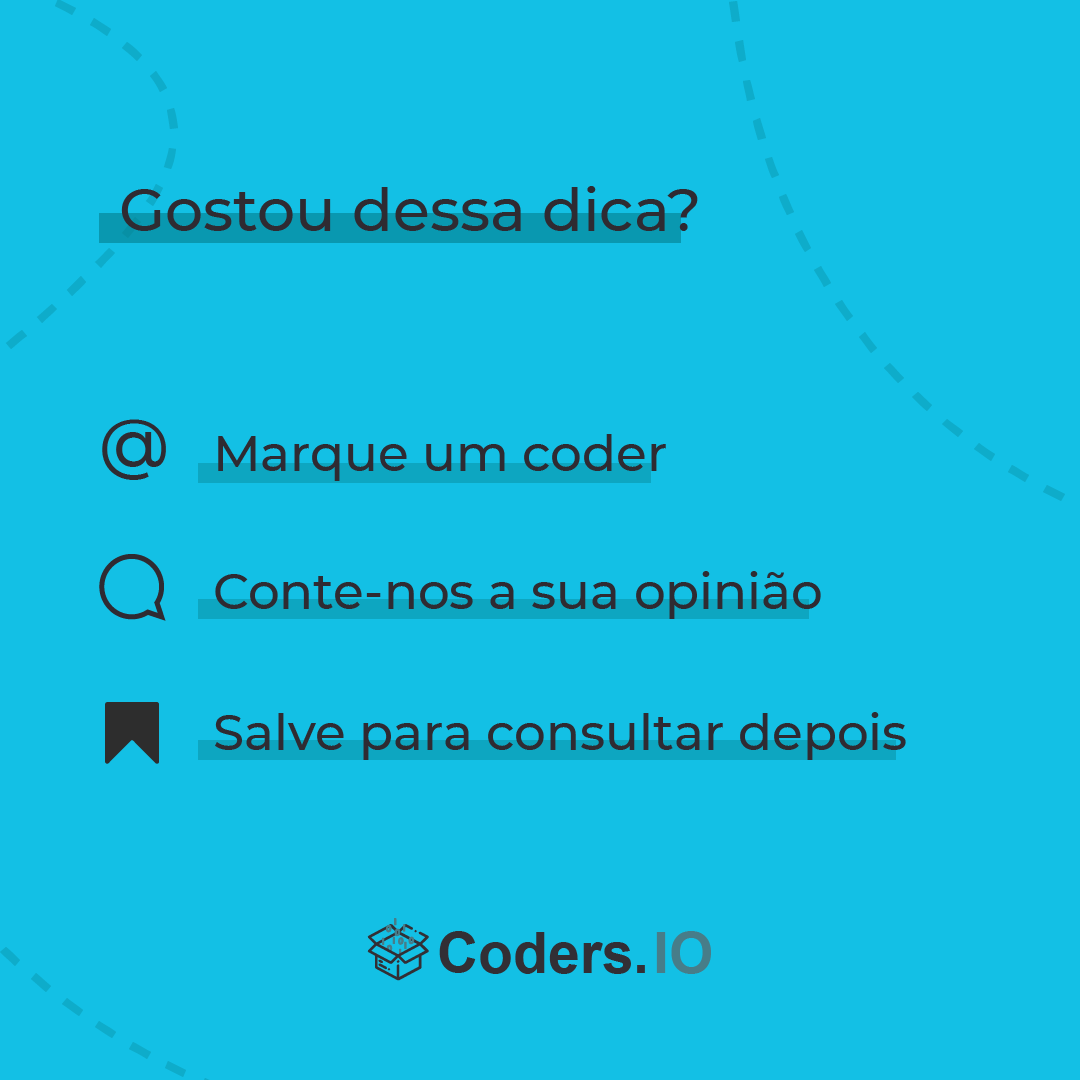 Gostou dessa dica?
@ Marque um coder
Conte-nos a sua opinião
Salve para consultar depois
Coders.IO